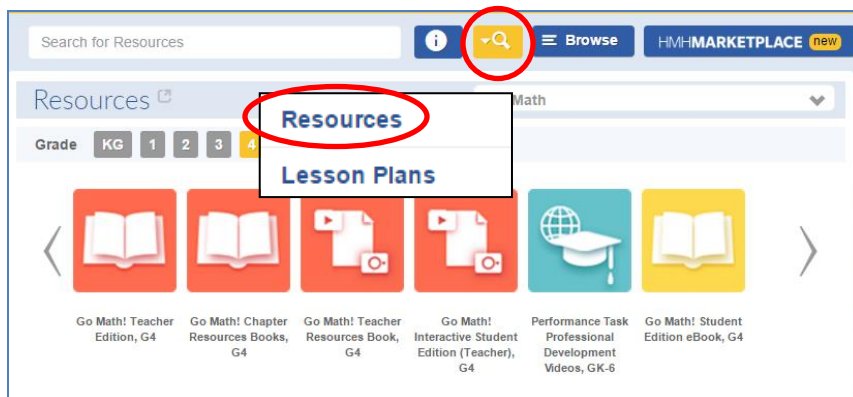 Search for Resources
i
Browse
HMHMARKETPLACE new
Resources
Math
Resources
Lesson Plans
Grade KG 1 2 3 4
Go Math! Teacher
Edition, G4
Go Math! Chapter
Resources Books,
G4
Go Math! Teacher
Resources Book,
G4
Go Math!
Interactive Student
Edition (Teacher),
G4
Performance Task
Professional
Development
Videos, GK-6
Go Math! Student
Edition eBook, G4